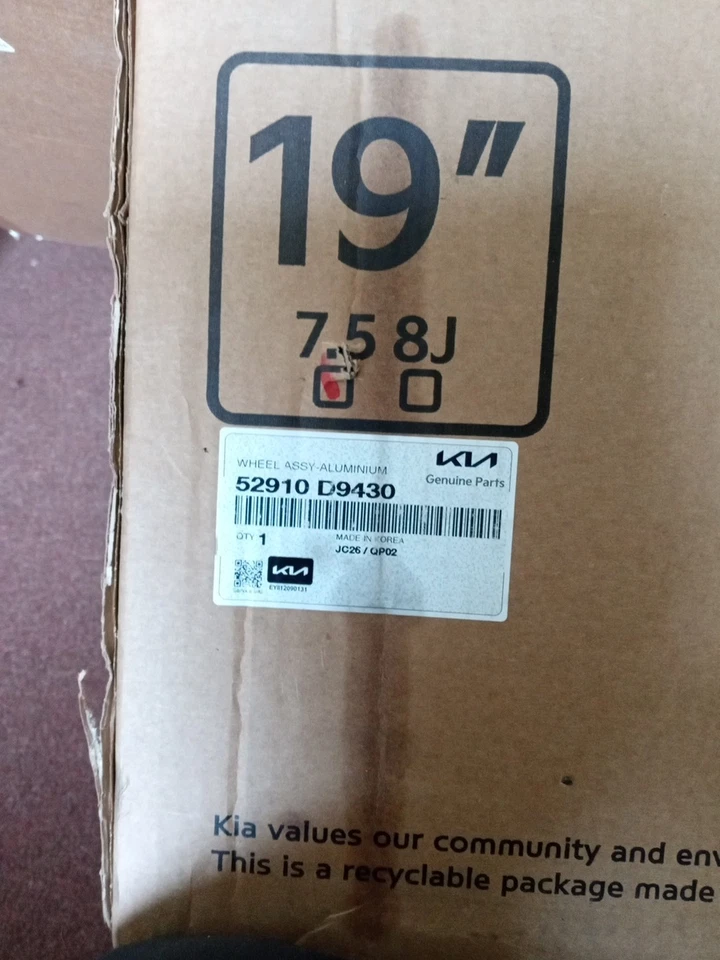 19"
7.5 8J
WHEEL ASSY-ALUMINIUM
KIA
52910 D9430
Genuine Parts
QTY 1
MADE IN KOREA
JC26 / QP02
KIA
EY812090131
Kia values our community and env
This is a recyclable package made